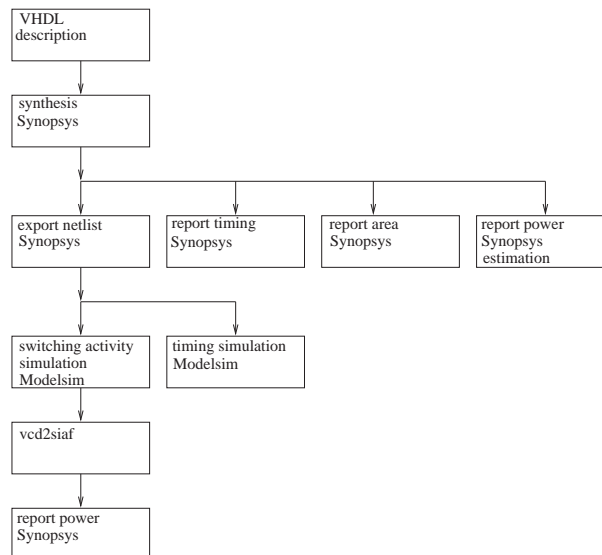 VHDL
description
synthesis
Synopsys
export netlist
Synopsys
report timing
Synopsys
report area
Synopsys
report power
Synopsys
estimation
switching activity
simulation
Modelsim
timing simulation
Modelsim
vcd2siaf
report power
Synopsys